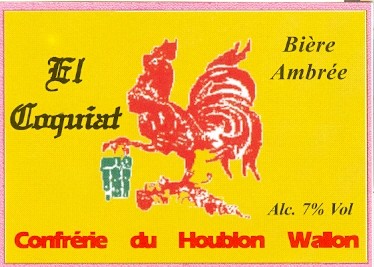 El
Coquiat
Bière
Ambrée
Alc. 7% Vol
Confrérie du Houblon Wallon